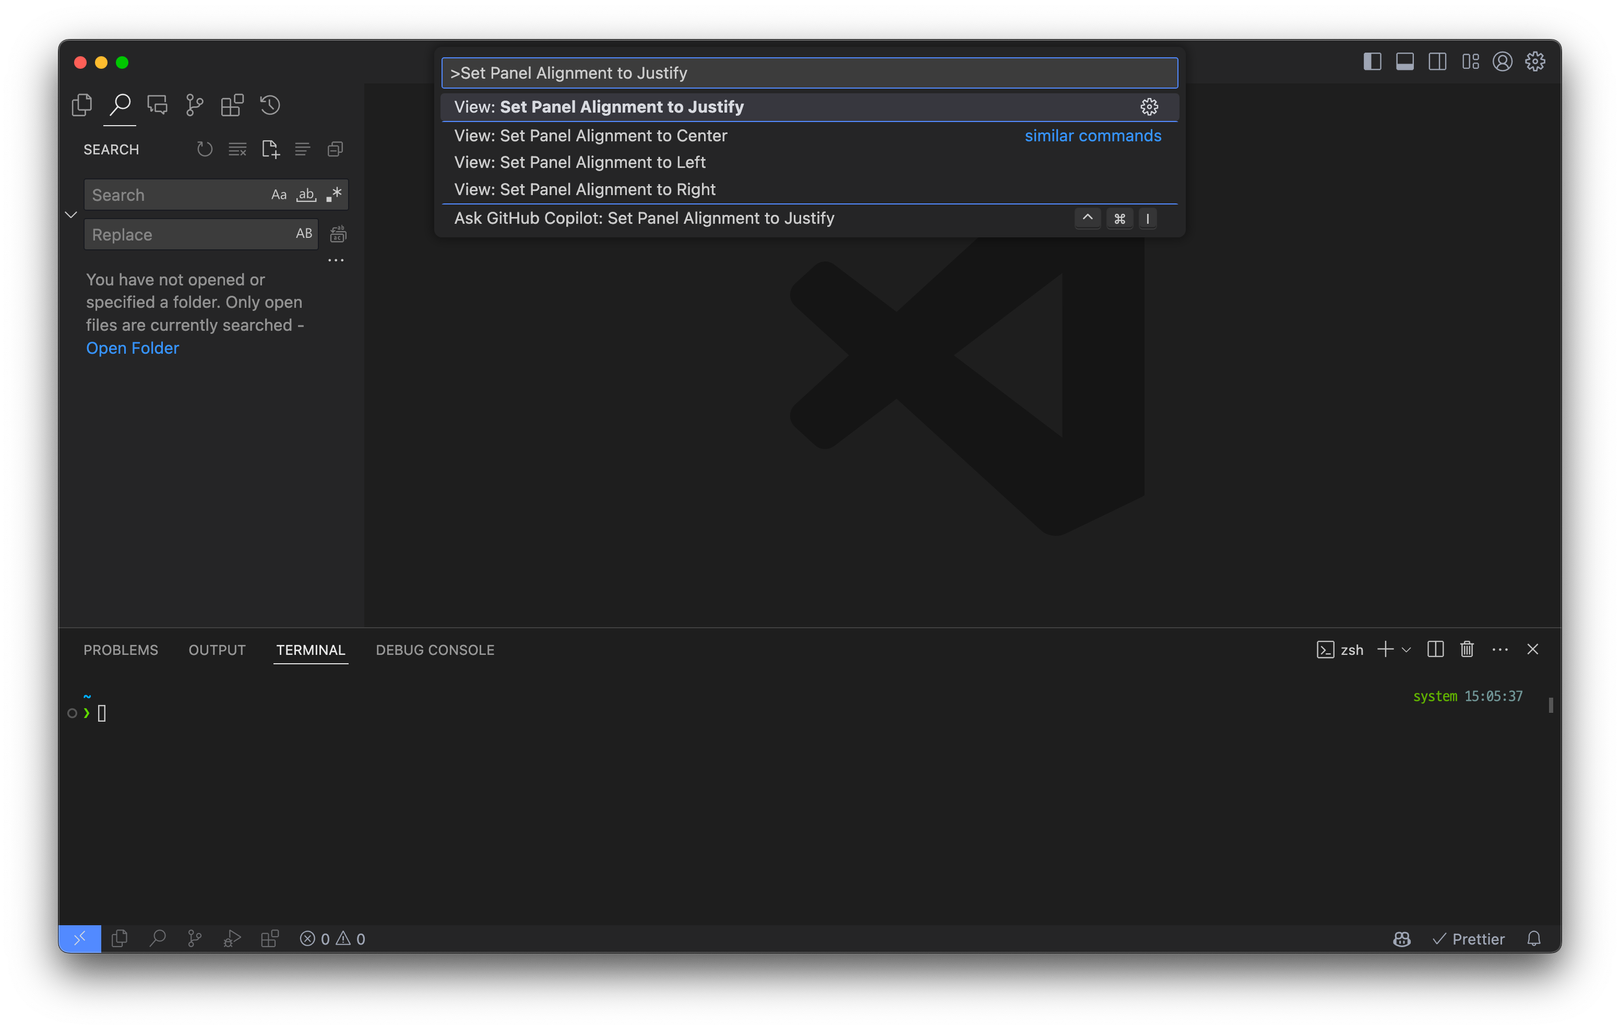 >Set Panel Alignment to Justify
View: Set Panel Alignment to Justify
View: Set Panel Alignment to Center similar commands
View: Set Panel Alignment to Left
View: Set Panel Alignment to Right
Ask GitHub Copilot: Set Panel Alignment to Justify ^ ⌘ I
SEARCH
Search Aa ab .*
Replace AB
...
You have not opened or
specified a folder. Only open
files are currently searched -
Open Folder
PROBLEMS OUTPUT TERMINAL DEBUG CONSOLE zsh
~ system 15:05:37
❯
0 0 Prettier